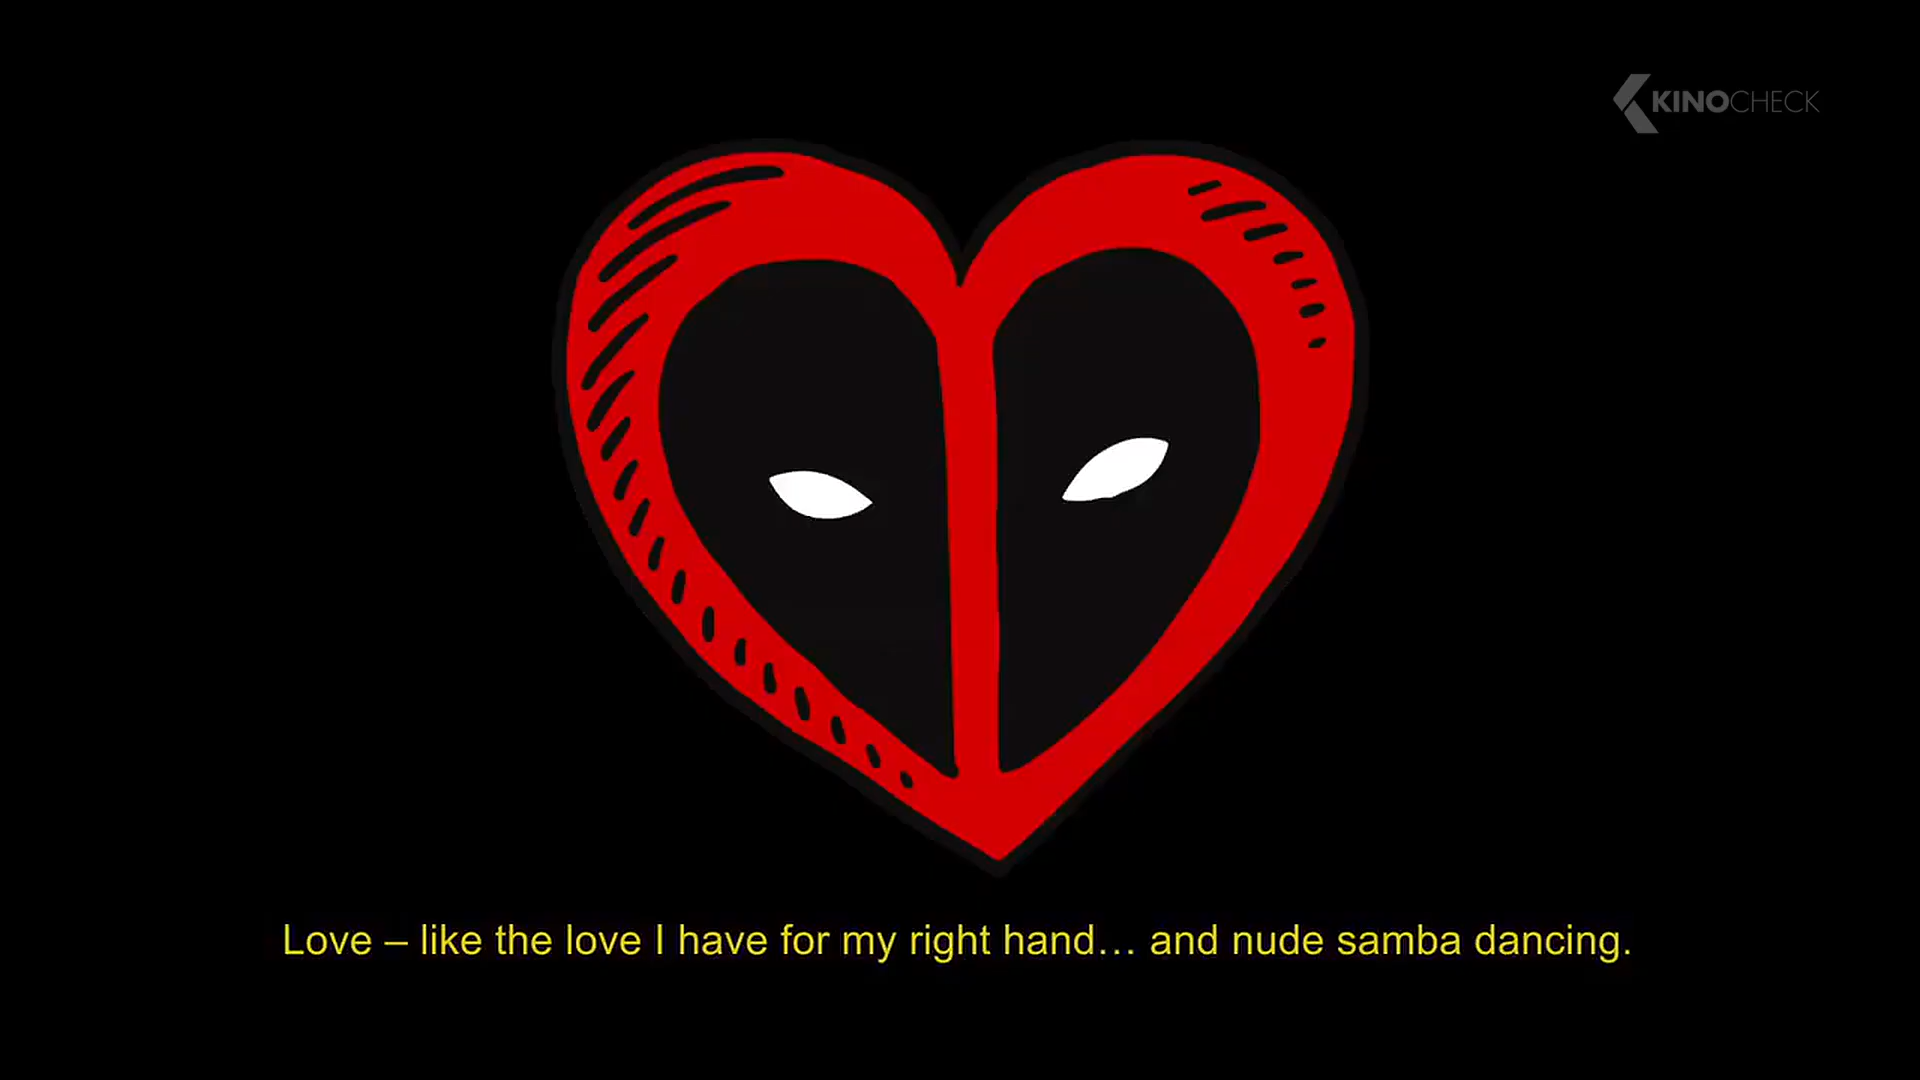 KINOCHECK
Love – like the love I have for my right hand… and nude samba dancing.